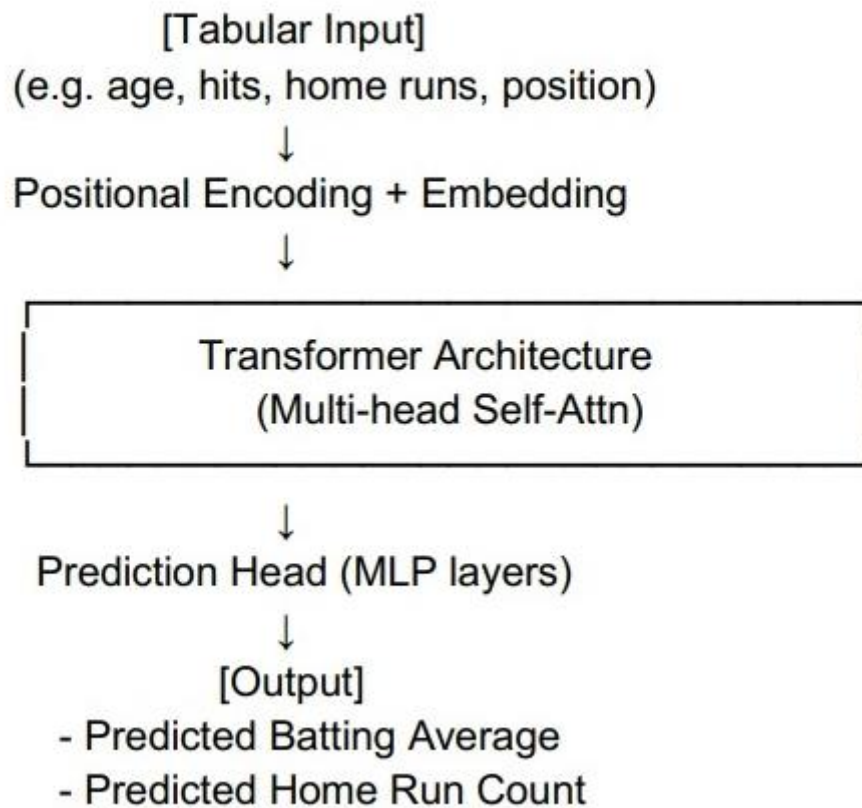 [Tabular Input]
(e.g. age, hits, home runs, position)
↓
Positional Encoding + Embedding
↓
Transformer Architecture
(Multi-head Self-Attn)
↓
Prediction Head (MLP layers)
↓
[Output]
- Predicted Batting Average
- Predicted Home Run Count